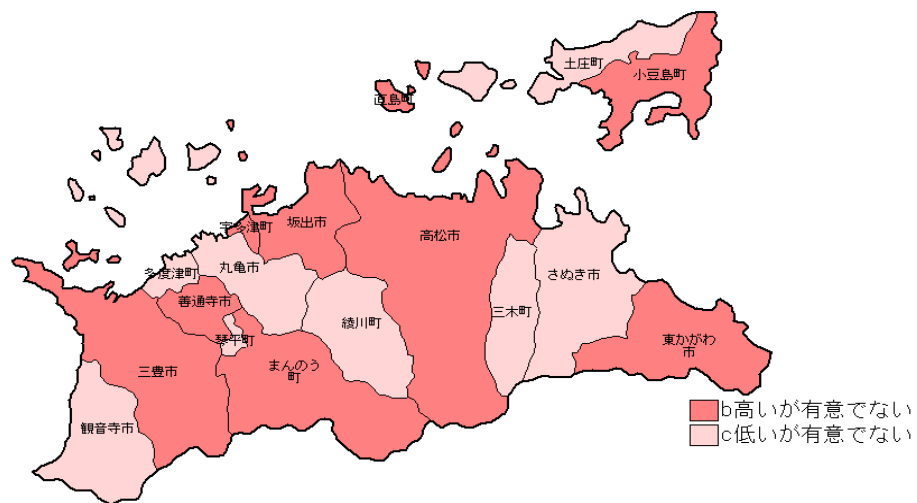 土庄町
小豆島町
直島町
宇多津町
坂出市
高松市
多度津町
丸亀市
さぬき市
善通寺市
綾川町
三木町
琴平町
東かがわ
市
三豊市
まんのう
町
観音寺市
b高いが有意でない
c低いが有意でない